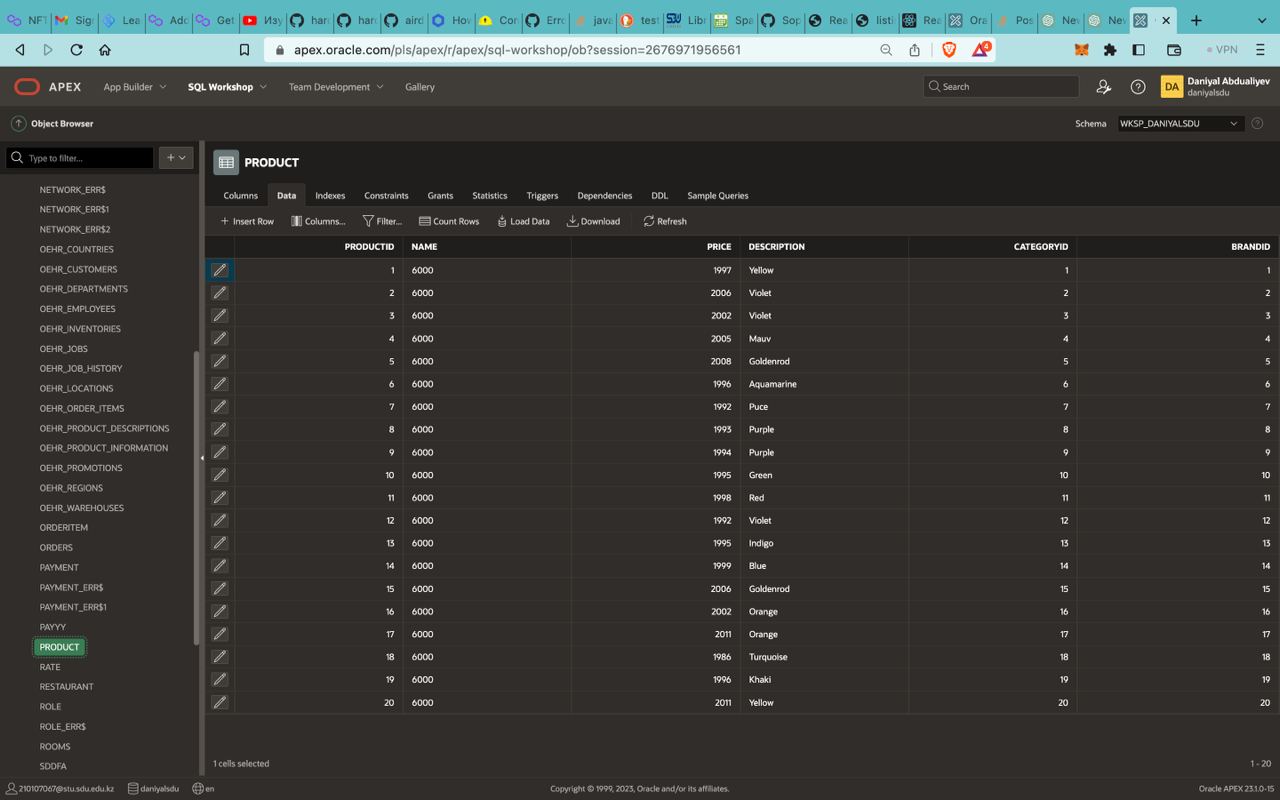 NFT
Sign
Lea
Add
Get
Изу
hard
hard
aird
Hov
Cor
Erro
java
test
Libr
Spa
Sop
Rea
listi
Rea
Ora
Pos
Nev
Nev
apex.oracle.com/pls/apex/r/apex/sql-workshop/ob?session=2676971956561
4
VPN
APEX
App Builder
SQL Workshop
Team Development
Gallery
Search
DA
Daniyal Abdualiyev
daniyalsdu
Object Browser
Schema
WKSP_DANIYALSDU
Type to filter...
NETWORK_ERR$
NETWORK_ERR$1
NETWORK_ERR$2
OEHR_COUNTRIES
OEHR_CUSTOMERS
OEHR_DEPARTMENTS
OEHR_EMPLOYEES
OEHR_INVENTORIES
OEHR_JOBS
OEHR_JOB_HISTORY
OEHR_LOCATIONS
OEHR_ORDER_ITEMS
OEHR_PRODUCT_DESCRIPTIONS
OEHR_PRODUCT_INFORMATION
OEHR_PROMOTIONS
OEHR_REGIONS
OEHR_WAREHOUSES
ORDERITEM
ORDERS
PAYMENT
PAYMENT_ERR$
PAYMENT_ERR$1
PAYYY
PRODUCT
RATE
RESTAURANT
ROLE
ROLE_ERR$
ROOMS
SDDFA
PRODUCT
Columns Data Indexes Constraints Grants Statistics Triggers Dependencies DDL Sample Queries
+ Insert Row Columns... Filter... Count Rows Load Data Download Refresh
PRODUCTID NAME PRICE DESCRIPTION CATEGORYID BRANDID
1 6000 1997 Yellow 1 1
2 6000 2006 Violet 2 2
3 6000 2002 Violet 3 3
4 6000 2005 Mauv 4 4
5 6000 2008 Goldenrod 5 5
6 6000 1996 Aquamarine 6 6
7 6000 1992 Puce 7 7
8 6000 1993 Purple 8 8
9 6000 1994 Purple 9 9
10 6000 1995 Green 10 10
11 6000 1998 Red 11 11
12 6000 1992 Violet 12 12
13 6000 1995 Indigo 13 13
14 6000 1999 Blue 14 14
15 6000 2006 Goldenrod 15 15
16 6000 2002 Orange 16 16
17 6000 2011 Orange 17 17
18 6000 1986 Turquoise 18 18
19 6000 1996 Khaki 19 19
20 6000 2011 Yellow 20 20
1 cells selected
1 - 20
210107067@stu.sdu.edu.kz daniyalsdu en
Copyright © 1999, 2023, Oracle and/or its affiliates.
Oracle APEX 23.1.0-15